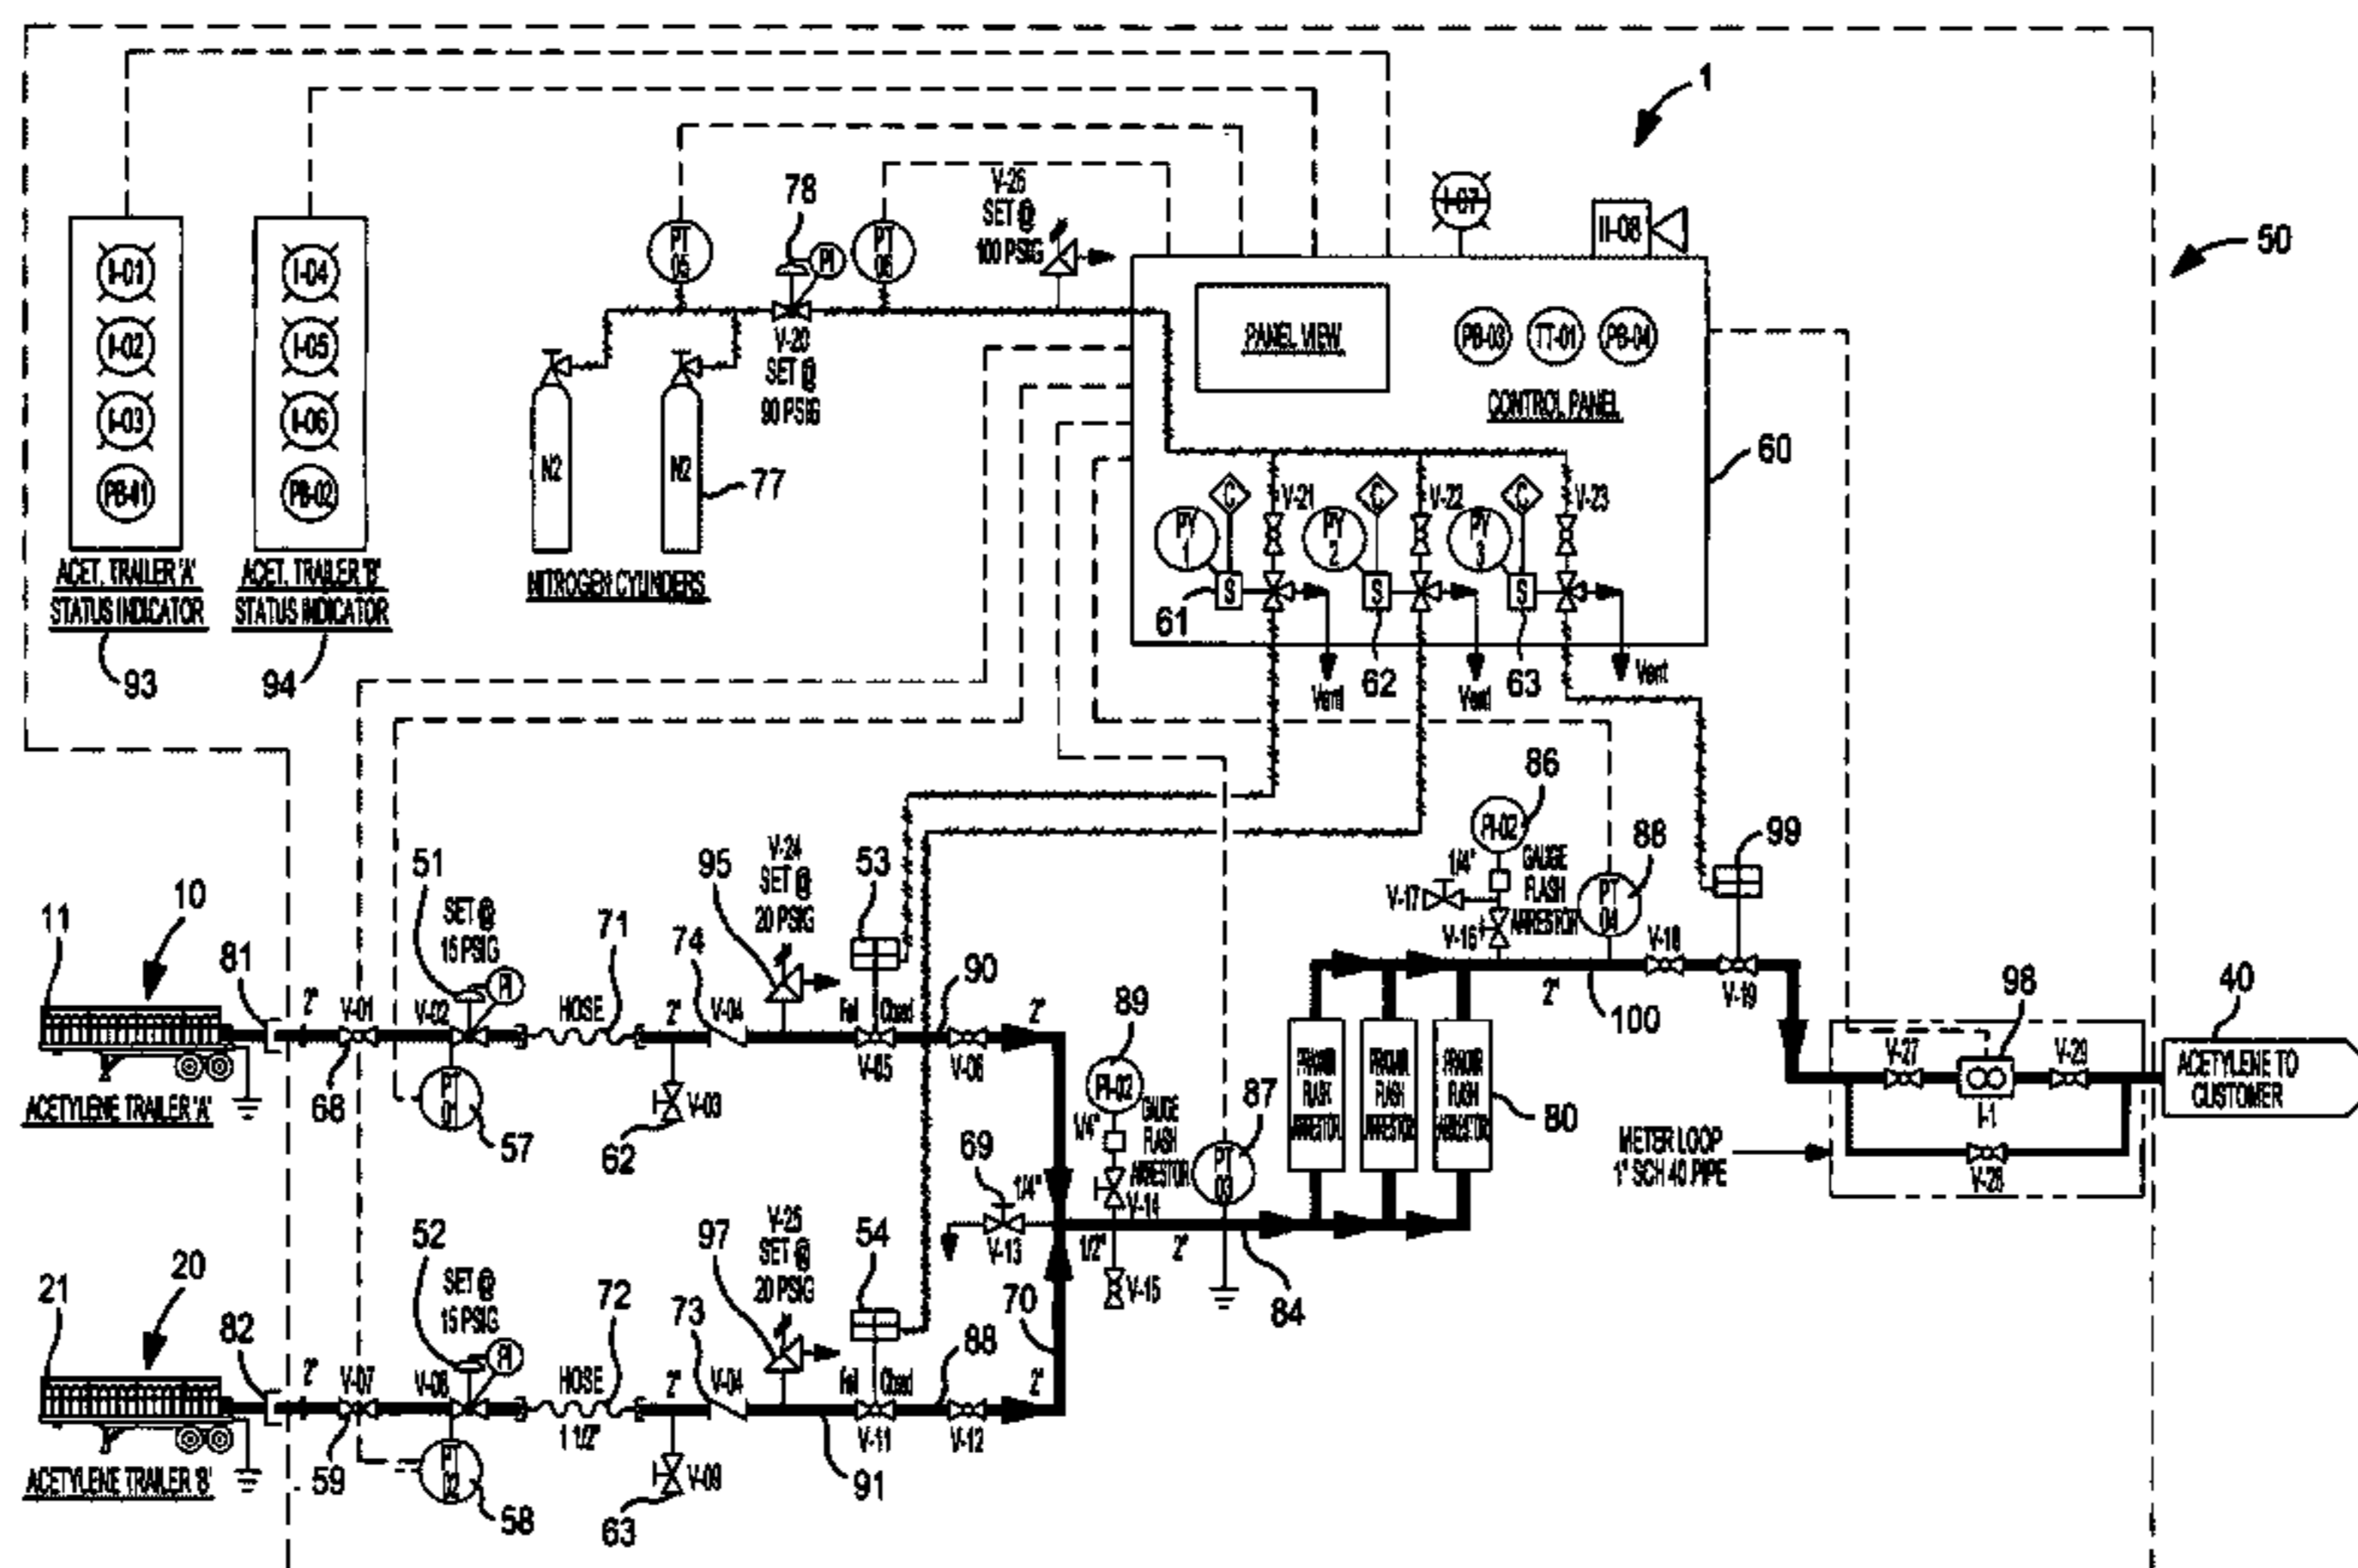 1
50
V-26
SET @
100 PSIG
78
PT
05
PI
PT
06
I-07
II-08
I-01
I-02
I-03
PB-01
ACET. TRAILER 'A'
STATUS INDICATOR
93
I-04
I-05
I-06
PB-02
ACET. TRAILER 'B'
STATUS INDICATOR
94
V-20
SET @
90 PSIG
N2
N2
77
NITROGEN CYLINDERS
PANEL VIEW
PB-03
TT-01
PB-04
CONTROL PANEL
60
C
V-21
C
V-22
C
V-23
PY
1
PY
2
PY
3
S
S
S
61
62
63
Vent
Vent
Vent
11
10
81
2"
V-01
68
51
SET @
15 PSIG
V-02
PI
PT
01
57
HOSE
71
2"
74
V-04
V-03
62
95
V-24
SET @
20 PSIG
53
Fail
Closed
V-05
90
V-06
2"
ACETYLENE TRAILER 'A'
86
PI-02
1/4"
V-17
GAUGE
FLASH
ARRESTOR
V-16
88
PT
04
V-18
99
V-19
2"
100
98
40
V-27
V-29
I-1
V-28
ACETYLENE TO
CUSTOMER
METER LOOP
1" SCH 40 PIPE
FLASH
ARRESTOR
FLASH
ARRESTOR
FLASH
ARRESTOR
80
89
PI-02
1/4"
GAUGE
FLASH
ARRESTOR
V-14
87
PT
03
69
1/4"
V-13
1/2"
2"
V-15
84
70
21
20
82
2"
V-07
59
52
SET @
15 PSIG
V-08
PI
PT
02
58
HOSE
1 1/2"
72
2"
73
V-04
V-09
63
97
V-25
SET @
20 PSIG
54
Fail
Closed
V-11
88
V-12
2"
91
ACETYLENE TRAILER 'B'